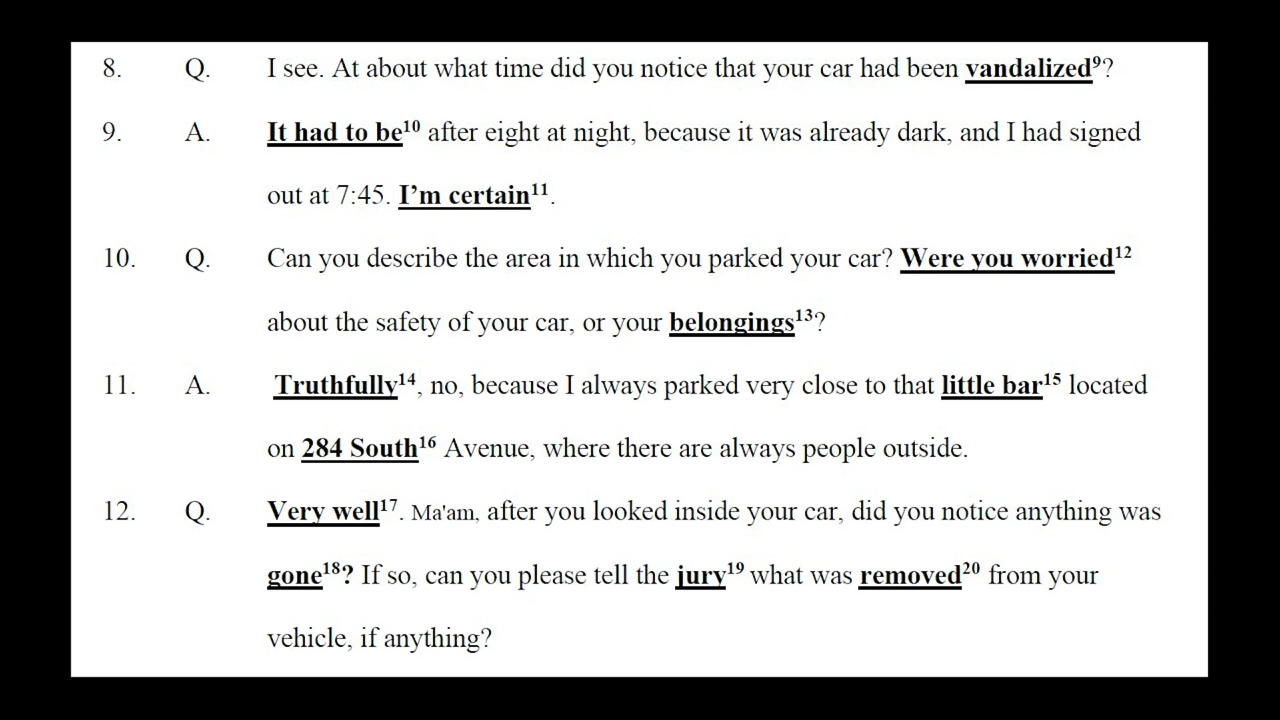 8. Q. I see. At about what time did you notice that your car had been vandalized⁹?
9. A. It had to be¹⁰ after eight at night, because it was already dark, and I had signed
out at 7:45. I’m certain¹¹.
10. Q. Can you describe the area in which you parked your car? Were you worried¹²
about the safety of your car, or your belongings¹³?
11. A. Truthfully¹⁴, no, because I always parked very close to that little bar¹⁵ located
on 284 South¹⁶ Avenue, where there are always people outside.
12. Q. Very well¹⁷. Ma'am, after you looked inside your car, did you notice anything was
gone¹⁸? If so, can you please tell the jury¹⁹ what was removed²⁰ from your
vehicle, if anything?